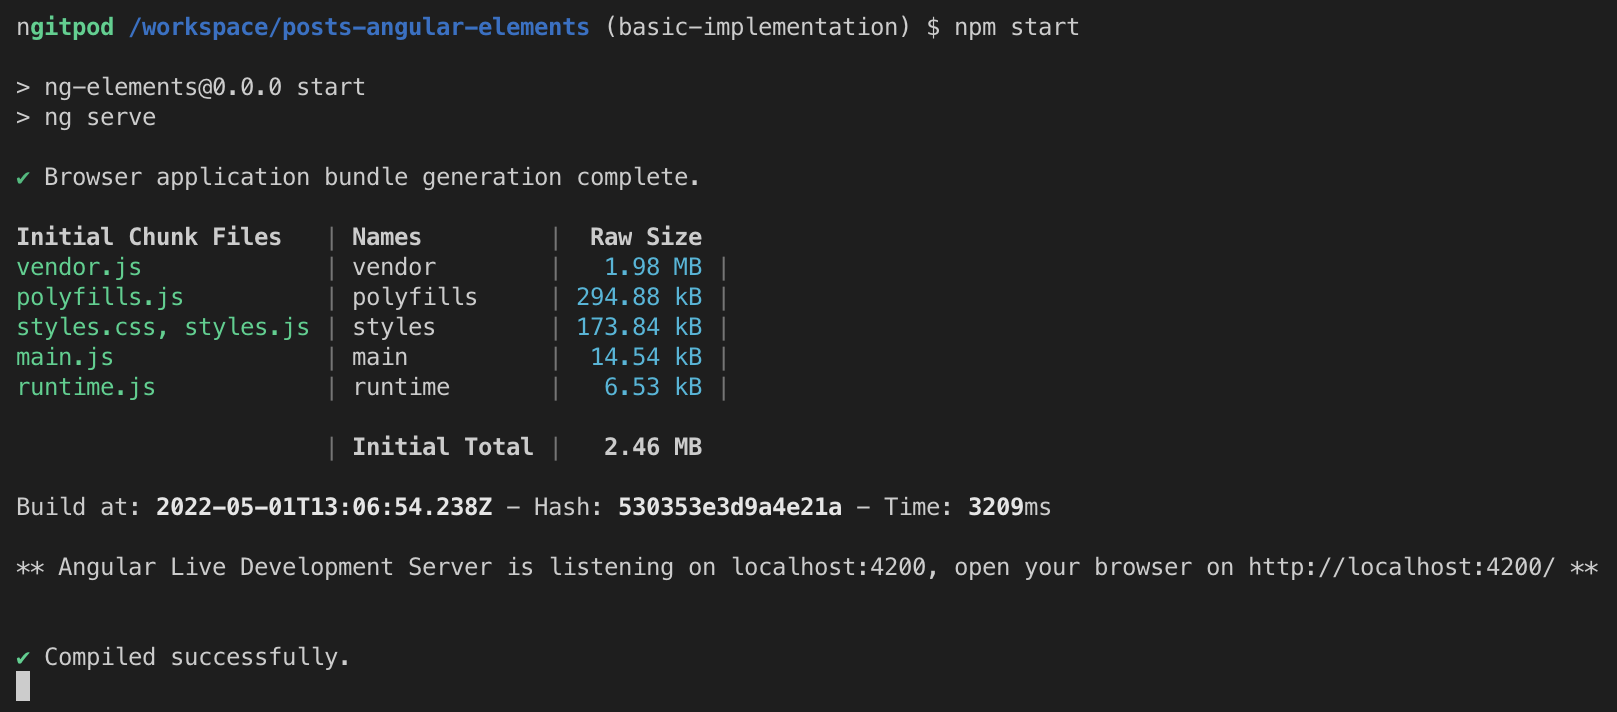 ngitpod /workspace/posts-angular-elements (basic-implementation) $ npm start
> ng-elements@0.0.0 start
> ng serve
✔ Browser application bundle generation complete.
Initial Chunk Files | Names | Raw Size
vendor.js | vendor | 1.98 MB |
polyfills.js | polyfills | 294.88 kB |
styles.css, styles.js | styles | 173.84 kB |
main.js | main | 14.54 kB |
runtime.js | runtime | 6.53 kB |
| Initial Total | 2.46 MB
Build at: 2022-05-01T13:06:54.238Z - Hash: 530353e3d9a4e21a - Time: 3209ms
** Angular Live Development Server is listening on localhost:4200, open your browser on http://localhost:4200/ **
✔ Compiled successfully.